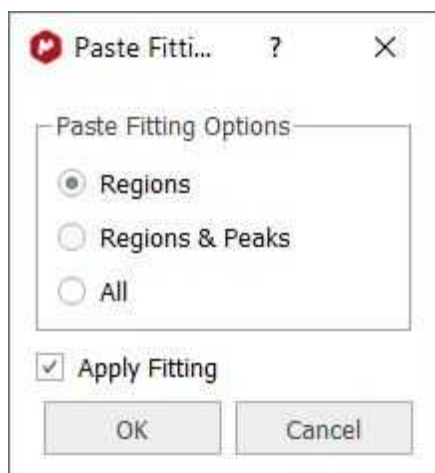 Paste Fitti... ?
Paste Fitting Options
Regions
Regions & Peaks
All
Apply Fitting
OK Cancel